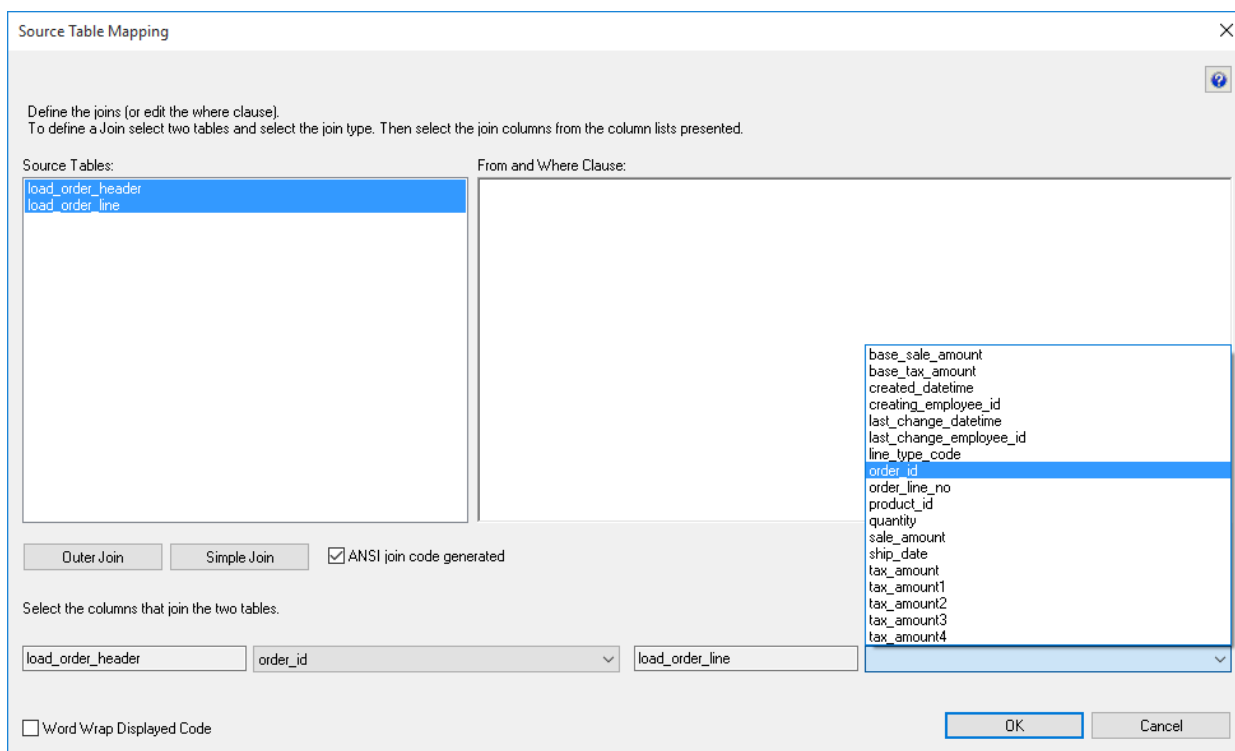 Source Table Mapping
Define the joins (or edit the where clause).
To define a Join select two tables and select the join type. Then select the join columns from the column lists presented.
Source Tables:
From and Where Clause:
load_order_header
load_order_line
base_sale_amount
base_tax_amount
created_datetime
creating_employee_id
last_change_datetime
last_change_employee_id
line_type_code
order_id
order_line_no
product_id
quantity
sale_amount
ship_date
tax_amount
tax_amount1
tax_amount2
tax_amount3
tax_amount4
Outer Join
Simple Join
ANSI join code generated
Select the columns that join the two tables.
load_order_header
order_id
load_order_line
Word Wrap Displayed Code
OK
Cancel